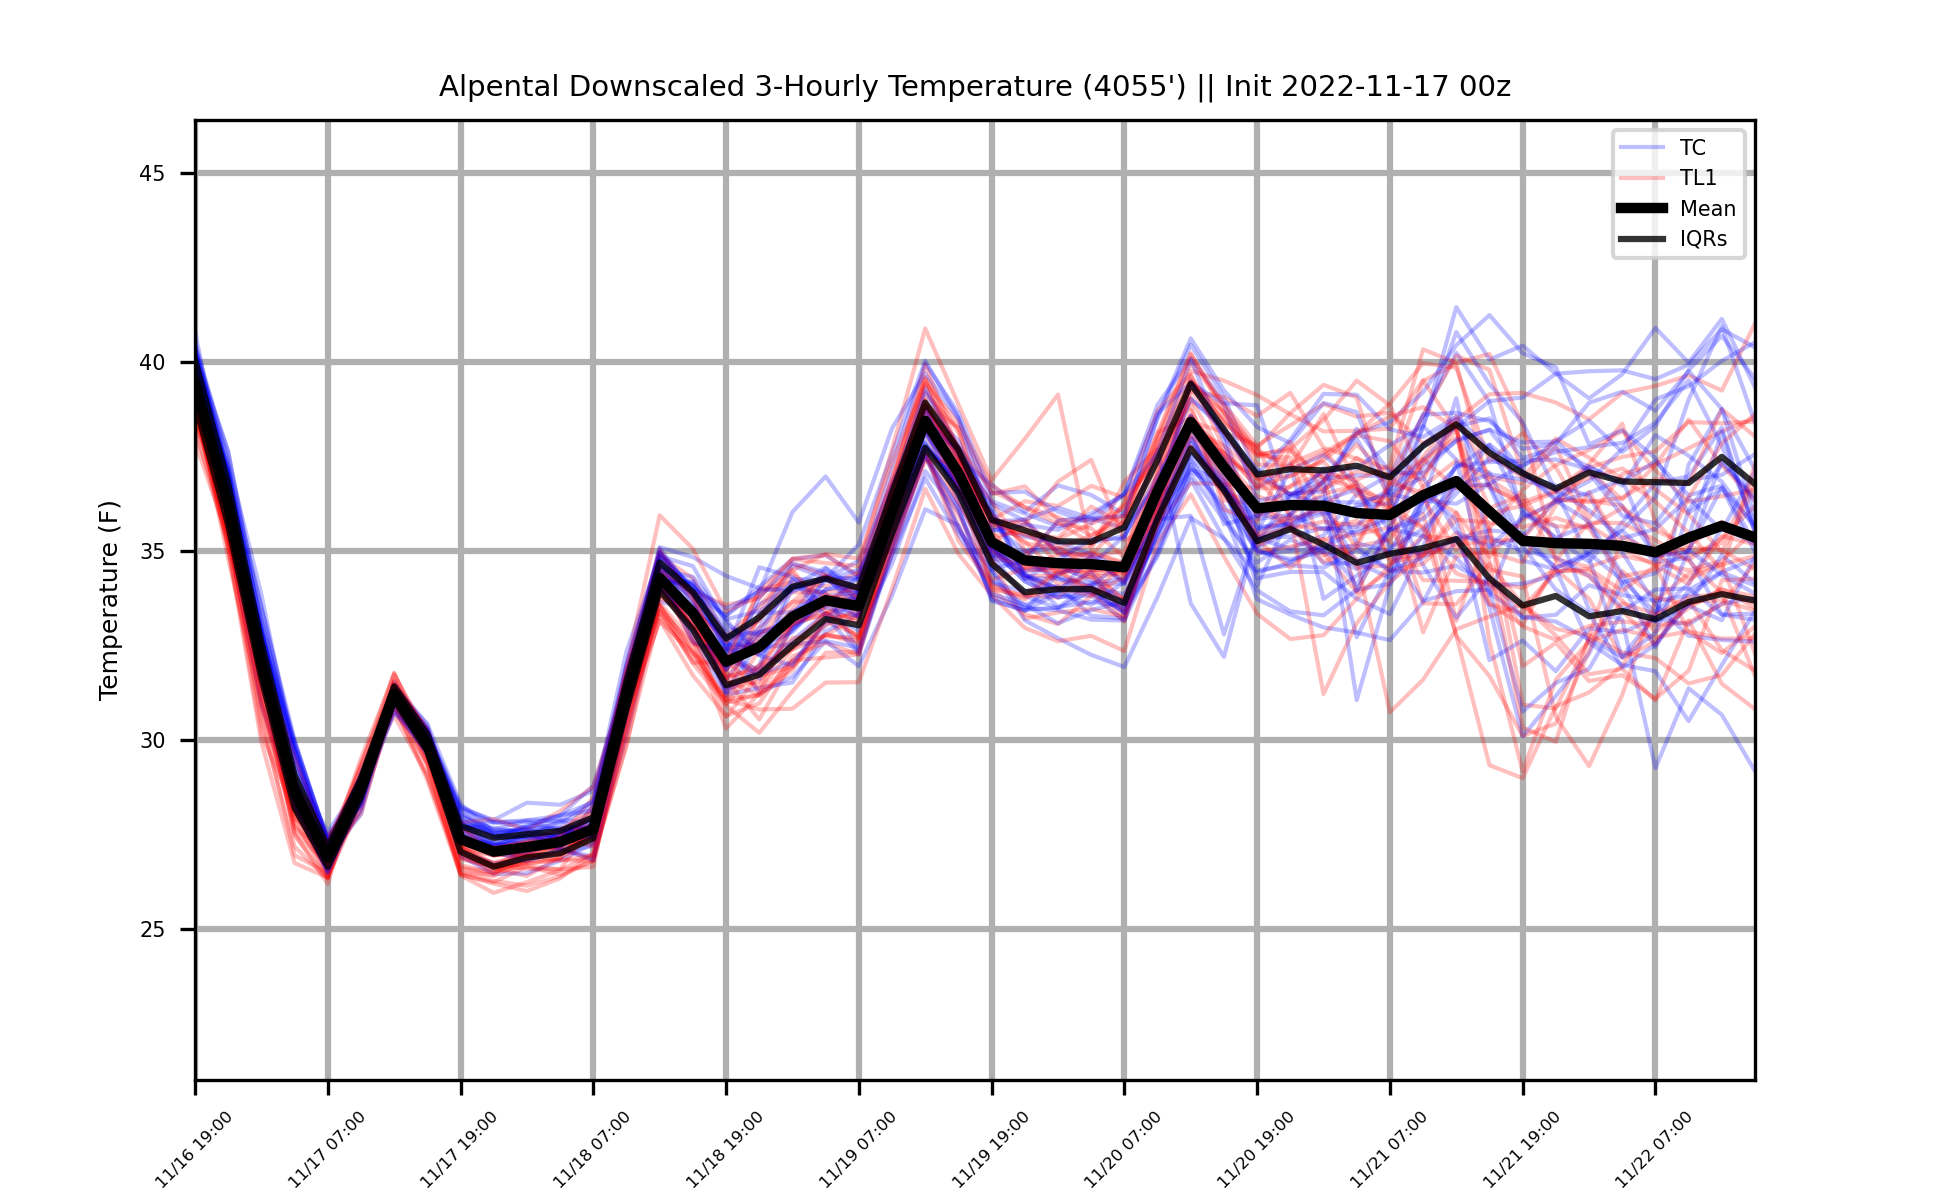 Alpental Downscaled 3-Hourly Temperature (4055') || Init 2022-11-17 00z
TC
TL1
Mean
IQRs
Temperature (F)
45
40
35
30
25
11/16 19:00
11/17 07:00
11/17 19:00
11/18 07:00
11/18 19:00
11/19 07:00
11/19 19:00
11/20 07:00
11/20 19:00
11/21 07:00
11/21 19:00
11/22 07:00